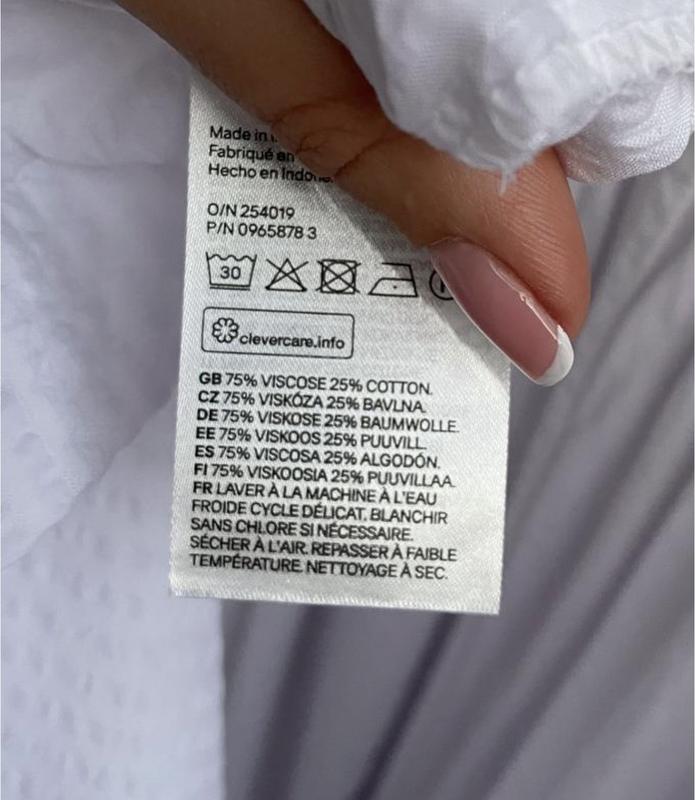 Made in
Fabriqué en
Hecho en
O/N 254019
P/N 0965878 3
30
clevercare.info
GB 75% VISCOSE 25% COTTON.
CZ 75% VISKÓZA 25% BAVLNA.
DE 75% VISKOSE 25% BAUMWOLLE.
EE 75% VISKOOS 25% PUUVILL.
ES 75% VISCOSA 25% ALGODÓN.
FI 75% VISKOOSIA 25% PUUVILLAA.
FR LAVER À LA MACHINE À L'EAU
FROIDE CYCLE DÉLICAT. BLANCHIR
SANS CHLORE SI NÉCESSAIRE.
SÉCHER À L'AIR. REPASSER À FAIBLE
TEMPÉRATURE. NETTOYAGE À SEC.